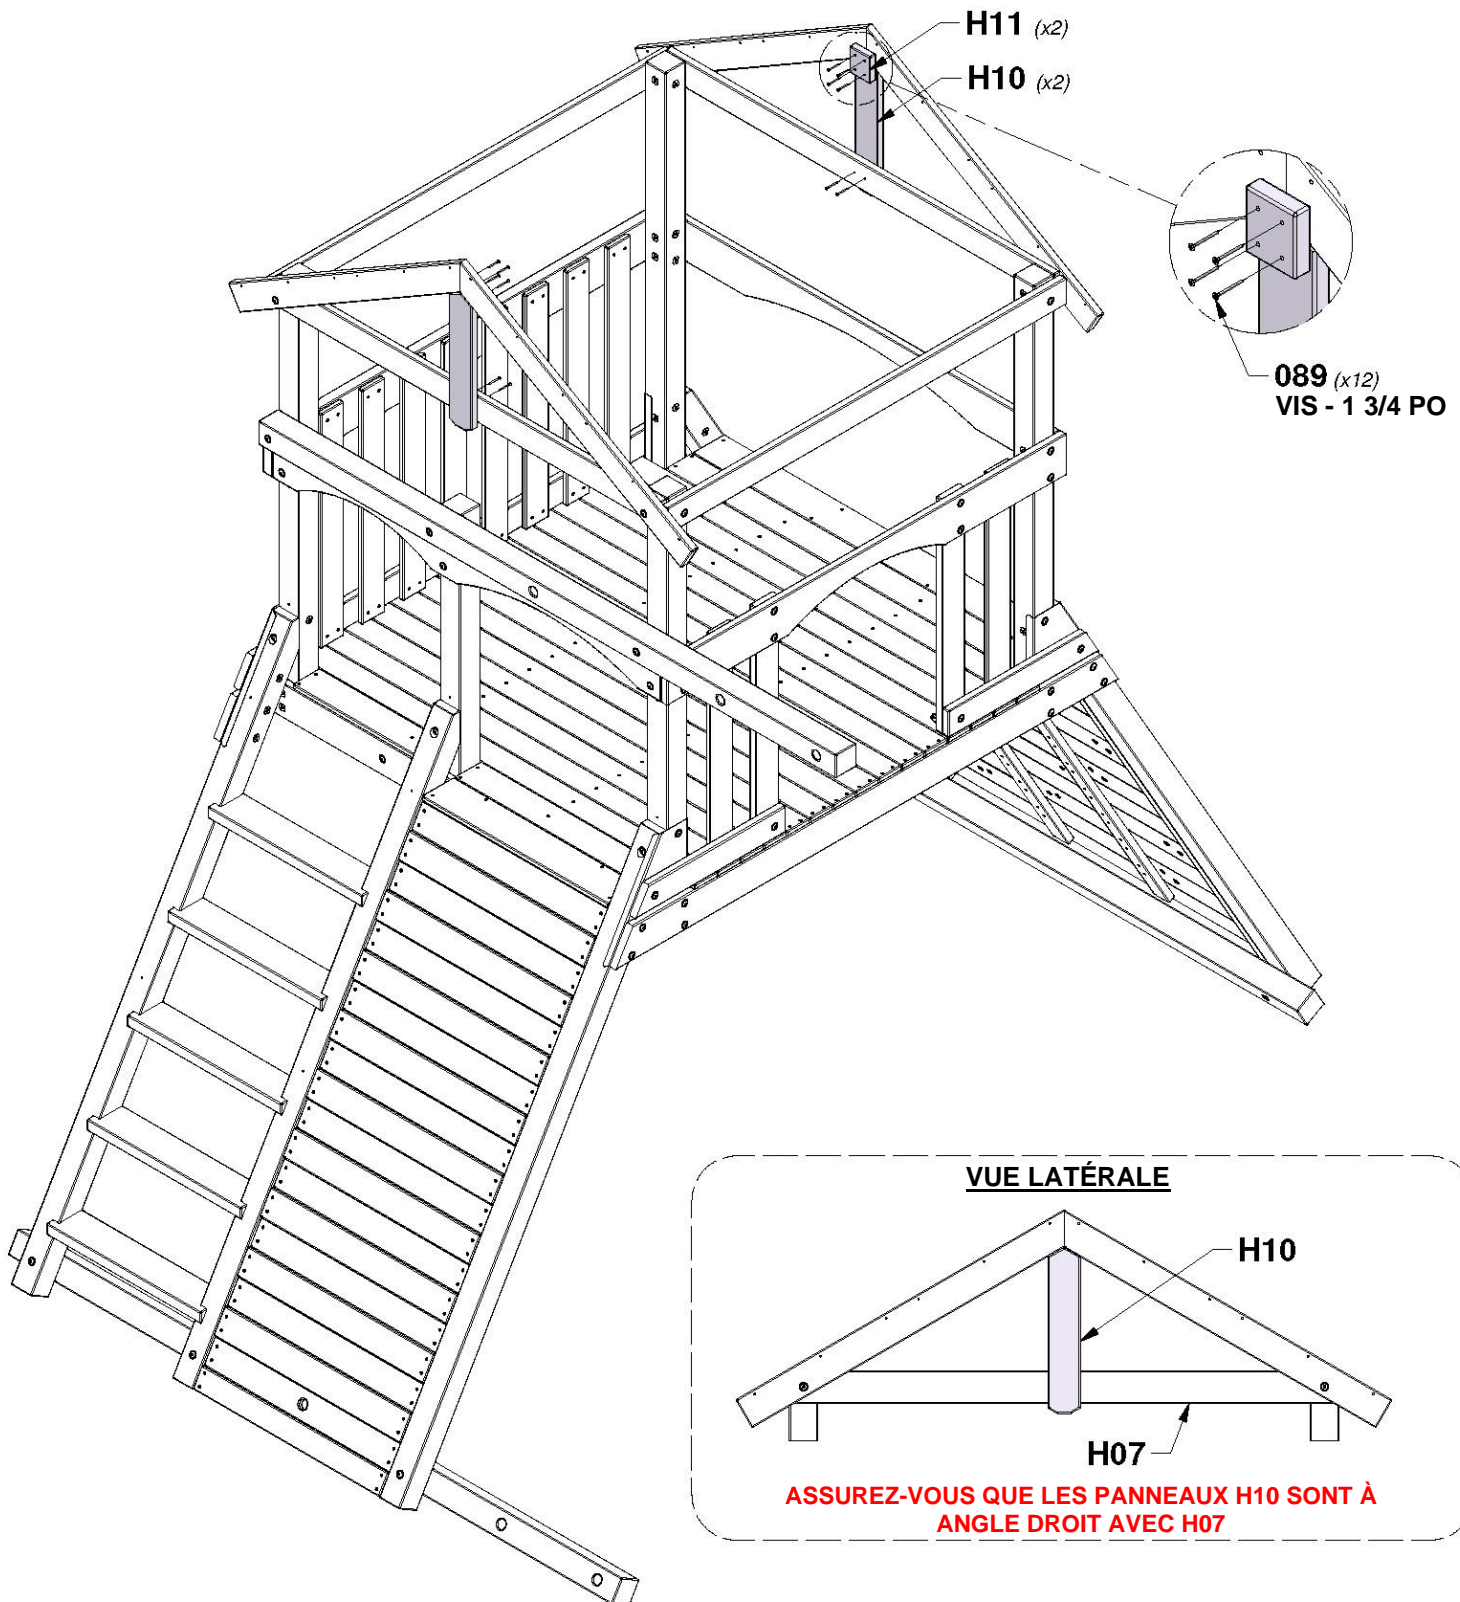 H11 (x2)
H10 (x2)
089 (x12)
VIS - 1 3/4 PO
VUE LATÉRALE
H10
H07
ASSUREZ-VOUS QUE LES PANNEAUX H10 SONT À
ANGLE DROIT AVEC H07